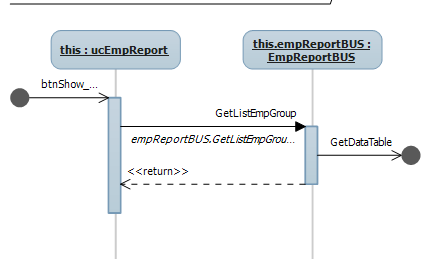 this : ucEmpReport
this.empReportBUS :
EmpReportBUS
btnShow_...
GetListEmpGroup
empReportBUS.GetListEmpGrou...
GetDataTable
<<return>>